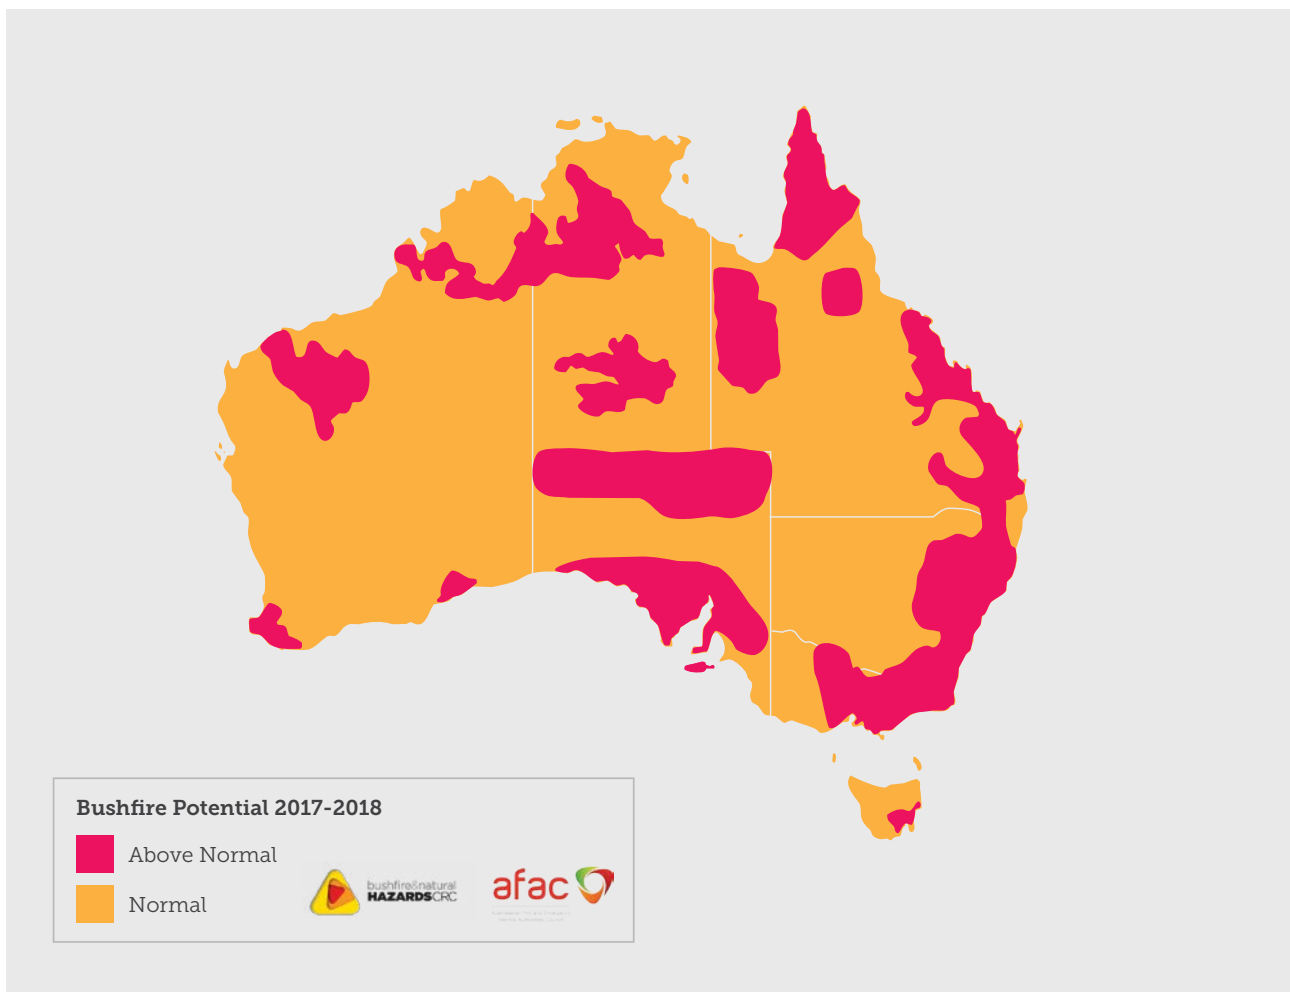 Bushfire Potential 2017-2018
Above Normal
Normal
bushfire&natural
HAZARDSCRC
afac